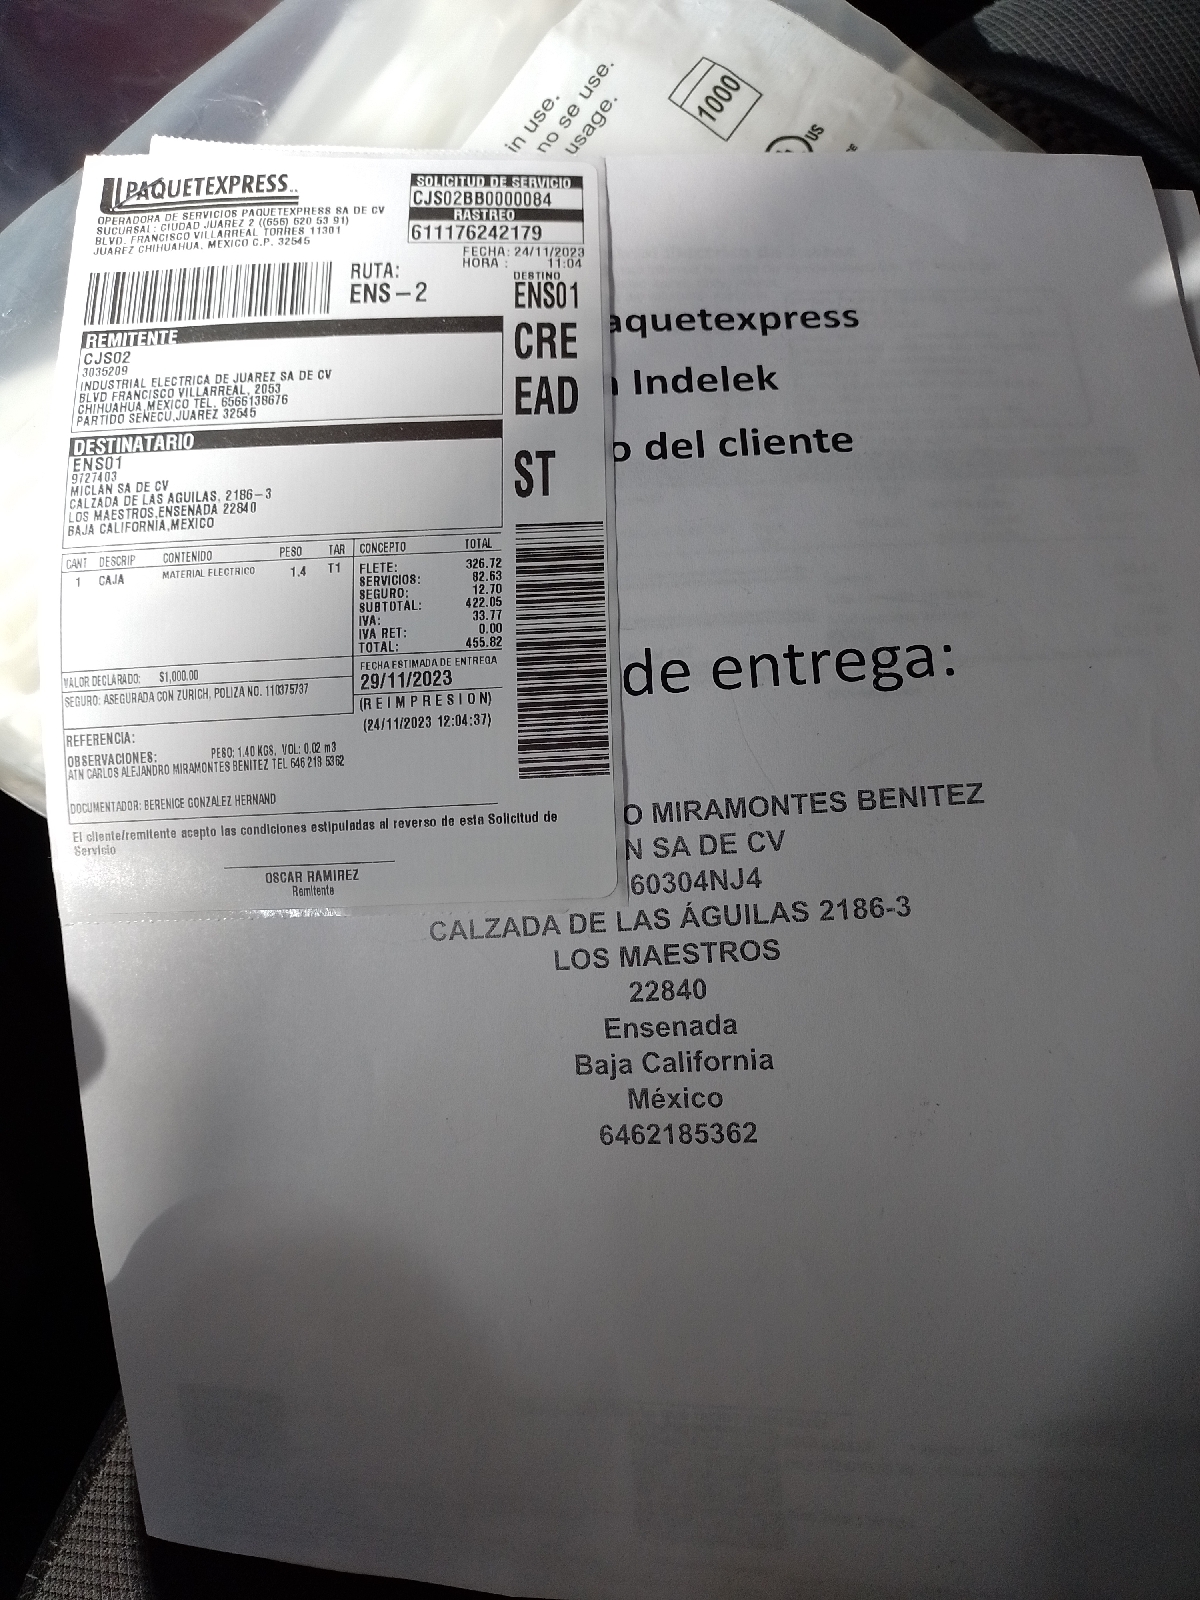 in use.
no se use.
usage.
1000
US
PAQUETEXPRESS
OPERADORA DE SERVICIOS PAQUETEXPRESS SA DE CV
SUCURSAL: CIUDAD JUAREZ 2 ((656) 620 53 91)
BLVD. FRANCISCO VILLARREAL TORRES 11301
JUAREZ CHIHUAHUA, MEXICO C.P. 32545
SOLICITUD DE SERVICIO
CJS02BB0000084
RASTREO
611176242179
FECHA: 24/11/2023
HORA : 11:04
RUTA:
ENS-2
DESTINO
ENS01
CRE
EAD
ST
REMITENTE
CJS02
3035209
INDUSTRIAL ELECTRICA DE JUAREZ SA DE CV
BLVD FRANCISCO VILLARREAL, 2053
CHIHUAHUA,MEXICO TEL. 6566138676
PARTIDO SENECU,JUAREZ 32545
DESTINATARIO
ENS01
9727403
MICLAN SA DE CV
CALZADA DE LAS AGUILAS, 2186-3
LOS MAESTROS,ENSENADA 22840
BAJA CALIFORNIA,MEXICO
CANT DESCRIP CONTENIDO PESO TAR
1 CAJA MATERIAL ELECTRICO 1.4 T1
CONCEPTO TOTAL
FLETE: 326.72
SERVICIOS: 82.63
SEGURO: 12.70
SUBTOTAL: 422.05
IVA: 33.77
IVA RET: 0.00
TOTAL: 455.82
VALOR DECLARADO: $1,000.00
SEGURO: ASEGURADA CON ZURICH, POLIZA NO. 110375737
FECHA ESTIMADA DE ENTREGA
29/11/2023
(REIMPRESION)
(24/11/2023 12:04:37)
REFERENCIA:
OBSERVACIONES: PESO: 1.40 KGS, VOL: 0.02 m3
ATN CARLOS ALEJANDRO MIRAMONTES BENITEZ TEL 646 218 5362
DOCUMENTADOR: BERENICE GONZALEZ HERNAND
El cliente/remitente acepto las condiciones estipuladas al reverso de esta Solicitud de
Servicio
OSCAR RAMIREZ
Remitente
aquetexpress
Indelek
o del cliente
de entrega:
O MIRAMONTES BENITEZ
N SA DE CV
60304NJ4
CALZADA DE LAS ÁGUILAS 2186-3
LOS MAESTROS
22840
Ensenada
Baja California
México
6462185362